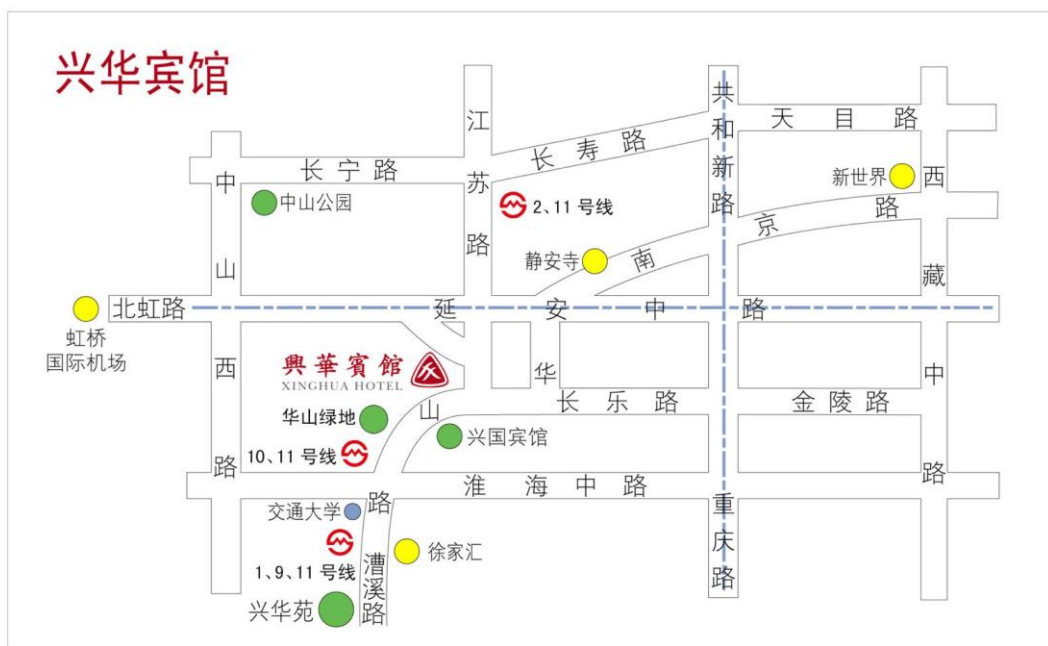 兴华宾馆
共和新路
天目路
江苏路
长寿路
长宁路
中山西路
中山公园
2、11 号线
新世界
西藏中路
南京路
静安寺
北虹路
延安中路
虹桥
国际机场
興華賓館
XINGHUA HOTEL
华山路
长乐路
金陵路
华山绿地
兴国宾馆
10、11 号线
淮海中路
交通大学
重庆路
徐家汇
1、9、11 号线
漕溪路
兴华苑